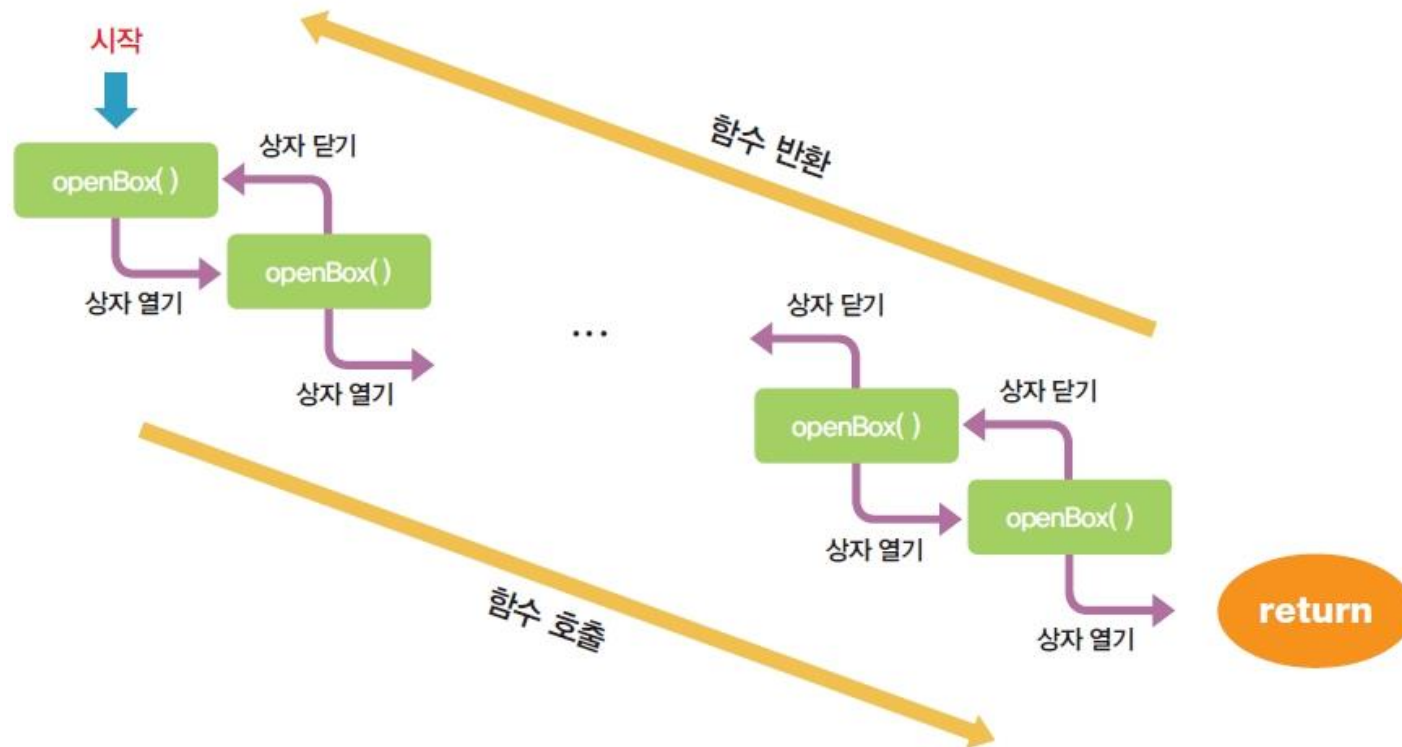 시작
함수 반환
상자 닫기
openBox( )
openBox( )
상자 열기
상자 닫기
...
상자 열기
상자 닫기
openBox( )
openBox( )
상자 열기
함수 호출
return
상자 열기